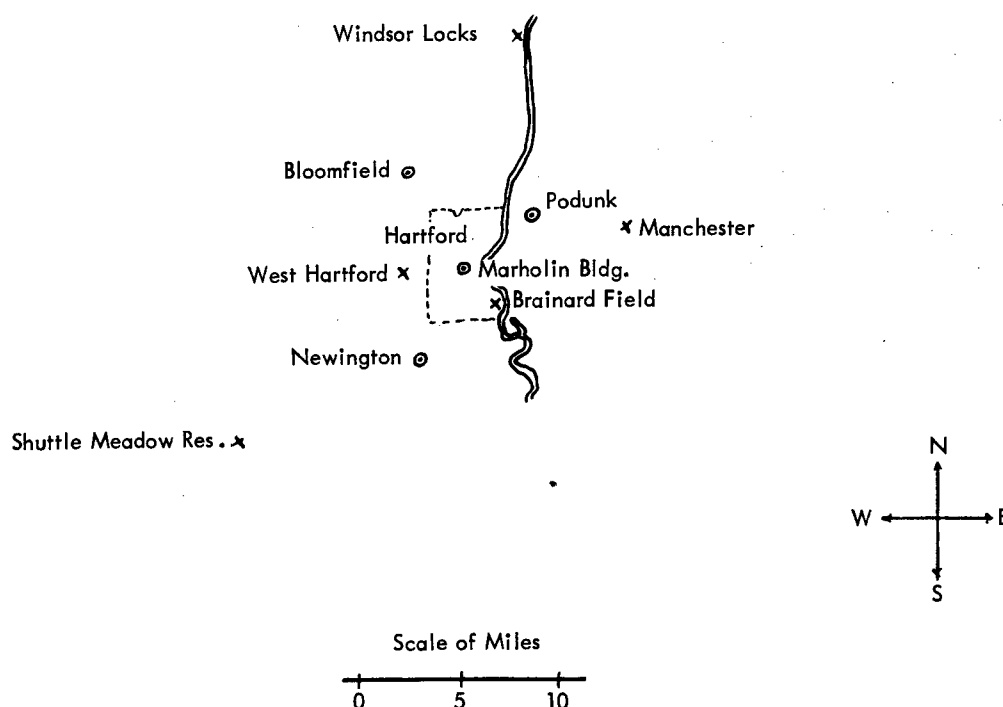 Windsor Locks
Bloomfield
Podunk
Manchester
Hartford
West Hartford
Marholin Bldg.
Brainard Field
Newington
Shuttle Meadow Res.
N
W
E
S
Scale of Miles
0 5 10